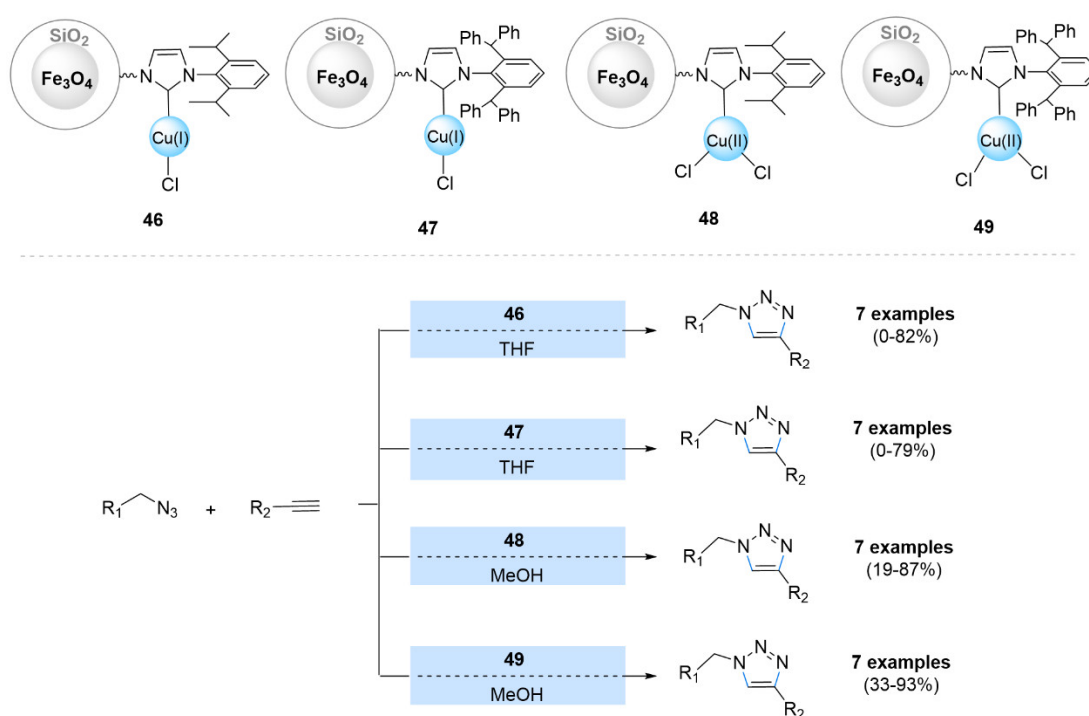 SiO2
Fe3O4
N
N
Cu(I)
Cl
46
SiO2
Fe3O4
Ph
Ph
N
N
Ph
Ph
Cu(I)
Cl
47
SiO2
Fe3O4
N
N
Cu(II)
Cl
Cl
48
SiO2
Fe3O4
Ph
Ph
N
N
Ph
Ph
Cu(II)
Cl
Cl
49
R1
N3
+
R2
46
THF
R1
N
N
N
R2
7 examples
(0-82%)
47
THF
R1
N
N
N
R2
7 examples
(0-79%)
48
MeOH
R1
N
N
N
R2
7 examples
(19-87%)
49
MeOH
R1
N
N
N
R2
7 examples
(33-93%)